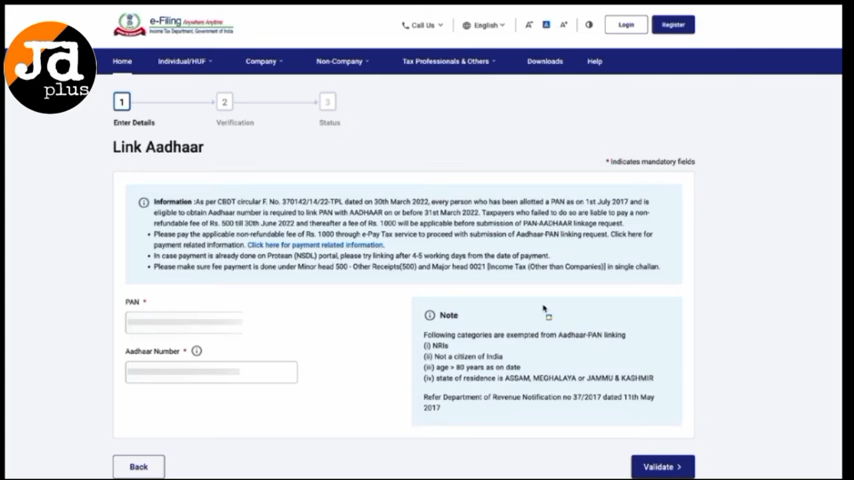 Ja
plus
e-Filing Anywhere Anytime
Income Tax Department, Government of India
Call Us
English
A-
A
A+
Login
Register
Home
Individual/HUF
Company
Non-Company
Tax Professionals & Others
Downloads
Help
1
2
3
Enter Details
Verification
Status
Link Aadhaar
* Indicates mandatory fields
Information :As per CBDT circular F. No. 370142/14/22-TPL dated on 30th March 2022, every person who has been allotted a PAN as on 1st July 2017 and is
eligible to obtain Aadhaar number is required to link PAN with AADHAAR on or before 31st March 2022. Taxpayers who failed to do so are liable to pay a non-
refundable fee of Rs. 500 till 30th June 2022 and thereafter a fee of Rs. 1000 will be applicable before submission of PAN-AADHAAR linkage request.
• Please pay the applicable non-refundable fee of Rs. 1000 through e-Pay Tax service to proceed with submission of Aadhaar-PAN linking request. Click here for
payment related information. Click here for payment related information.
• In case payment is already done on Protean (NSDL) portal, please try linking after 4-5 working days from the date of payment.
• Please make sure fee payment is done under Minor head 500 - Other Receipts(500) and Major head 0021 [Income Tax (Other than Companies)] in single challan.
PAN *
Aadhaar Number *
Note
Following categories are exempted from Aadhaar-PAN linking
(i) NRIs
(ii) Not a citizen of India
(iii) age > 80 years as on date
(iv) state of residence is ASSAM, MEGHALAYA or JAMMU & KASHMIR
Refer Department of Revenue Notification no 37/2017 dated 11th May
2017
Back
Validate >